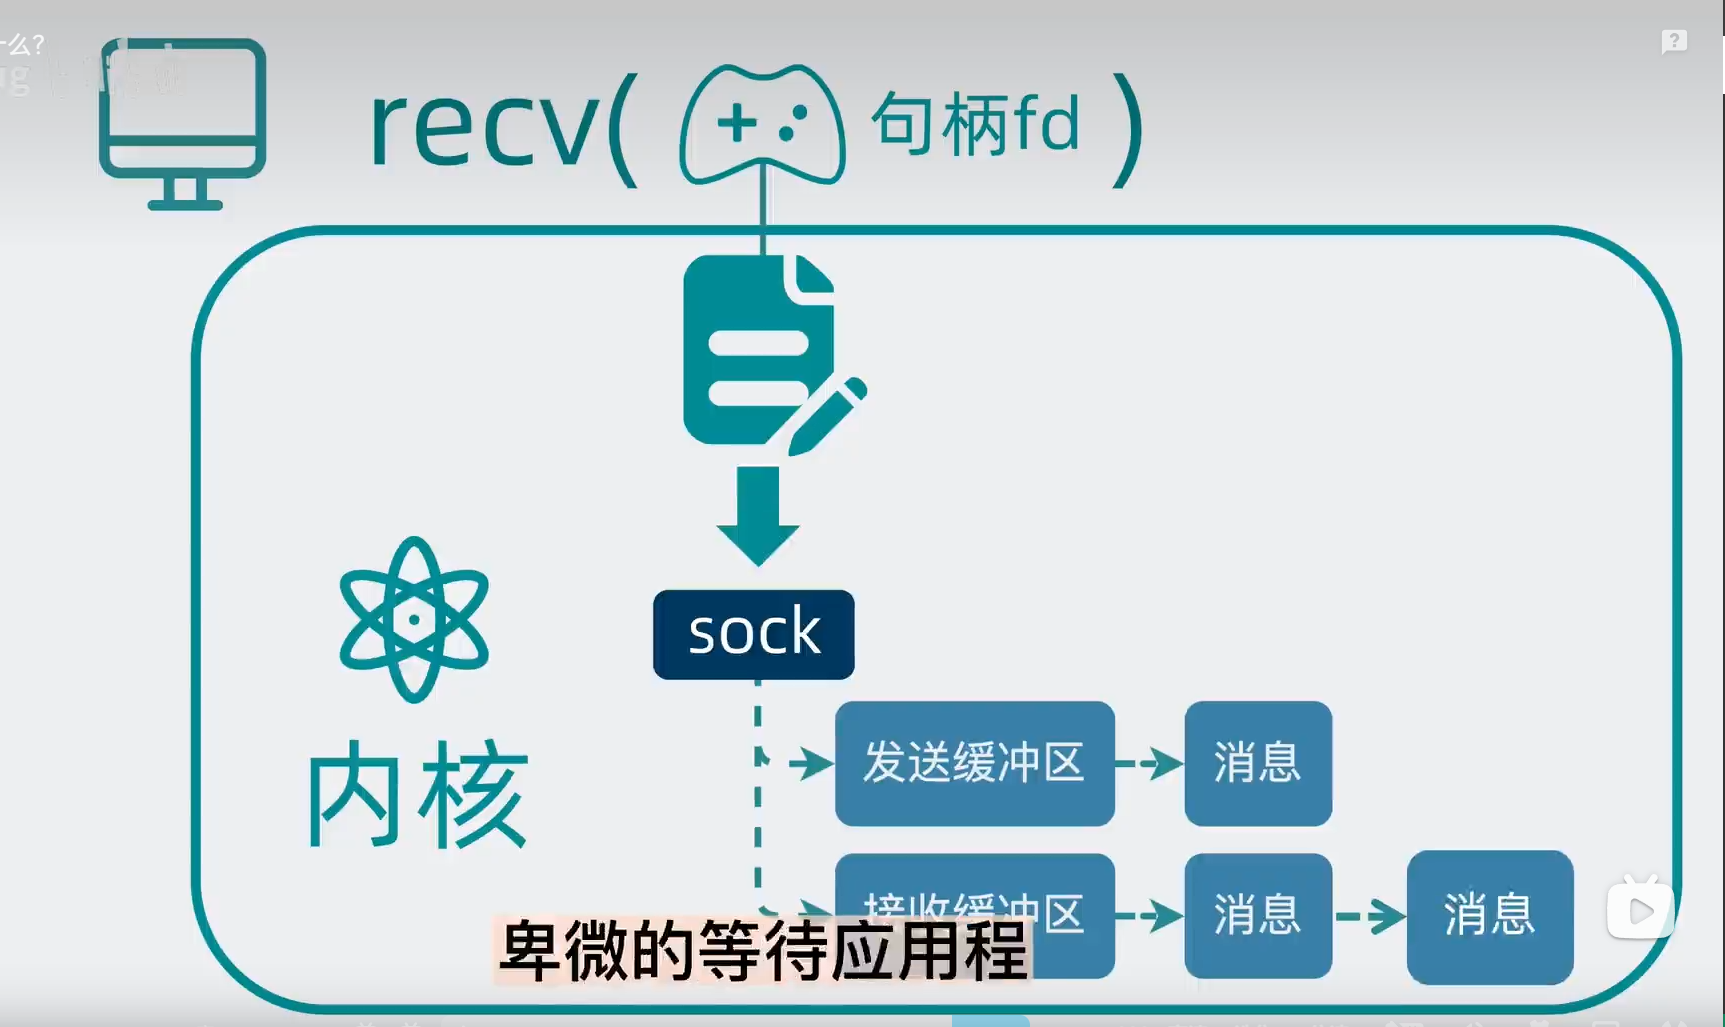 什么?
recv( 句柄fd )
sock
发送缓冲区 消息
内核
接收缓冲区 消息 消息
卑微的等待应用程